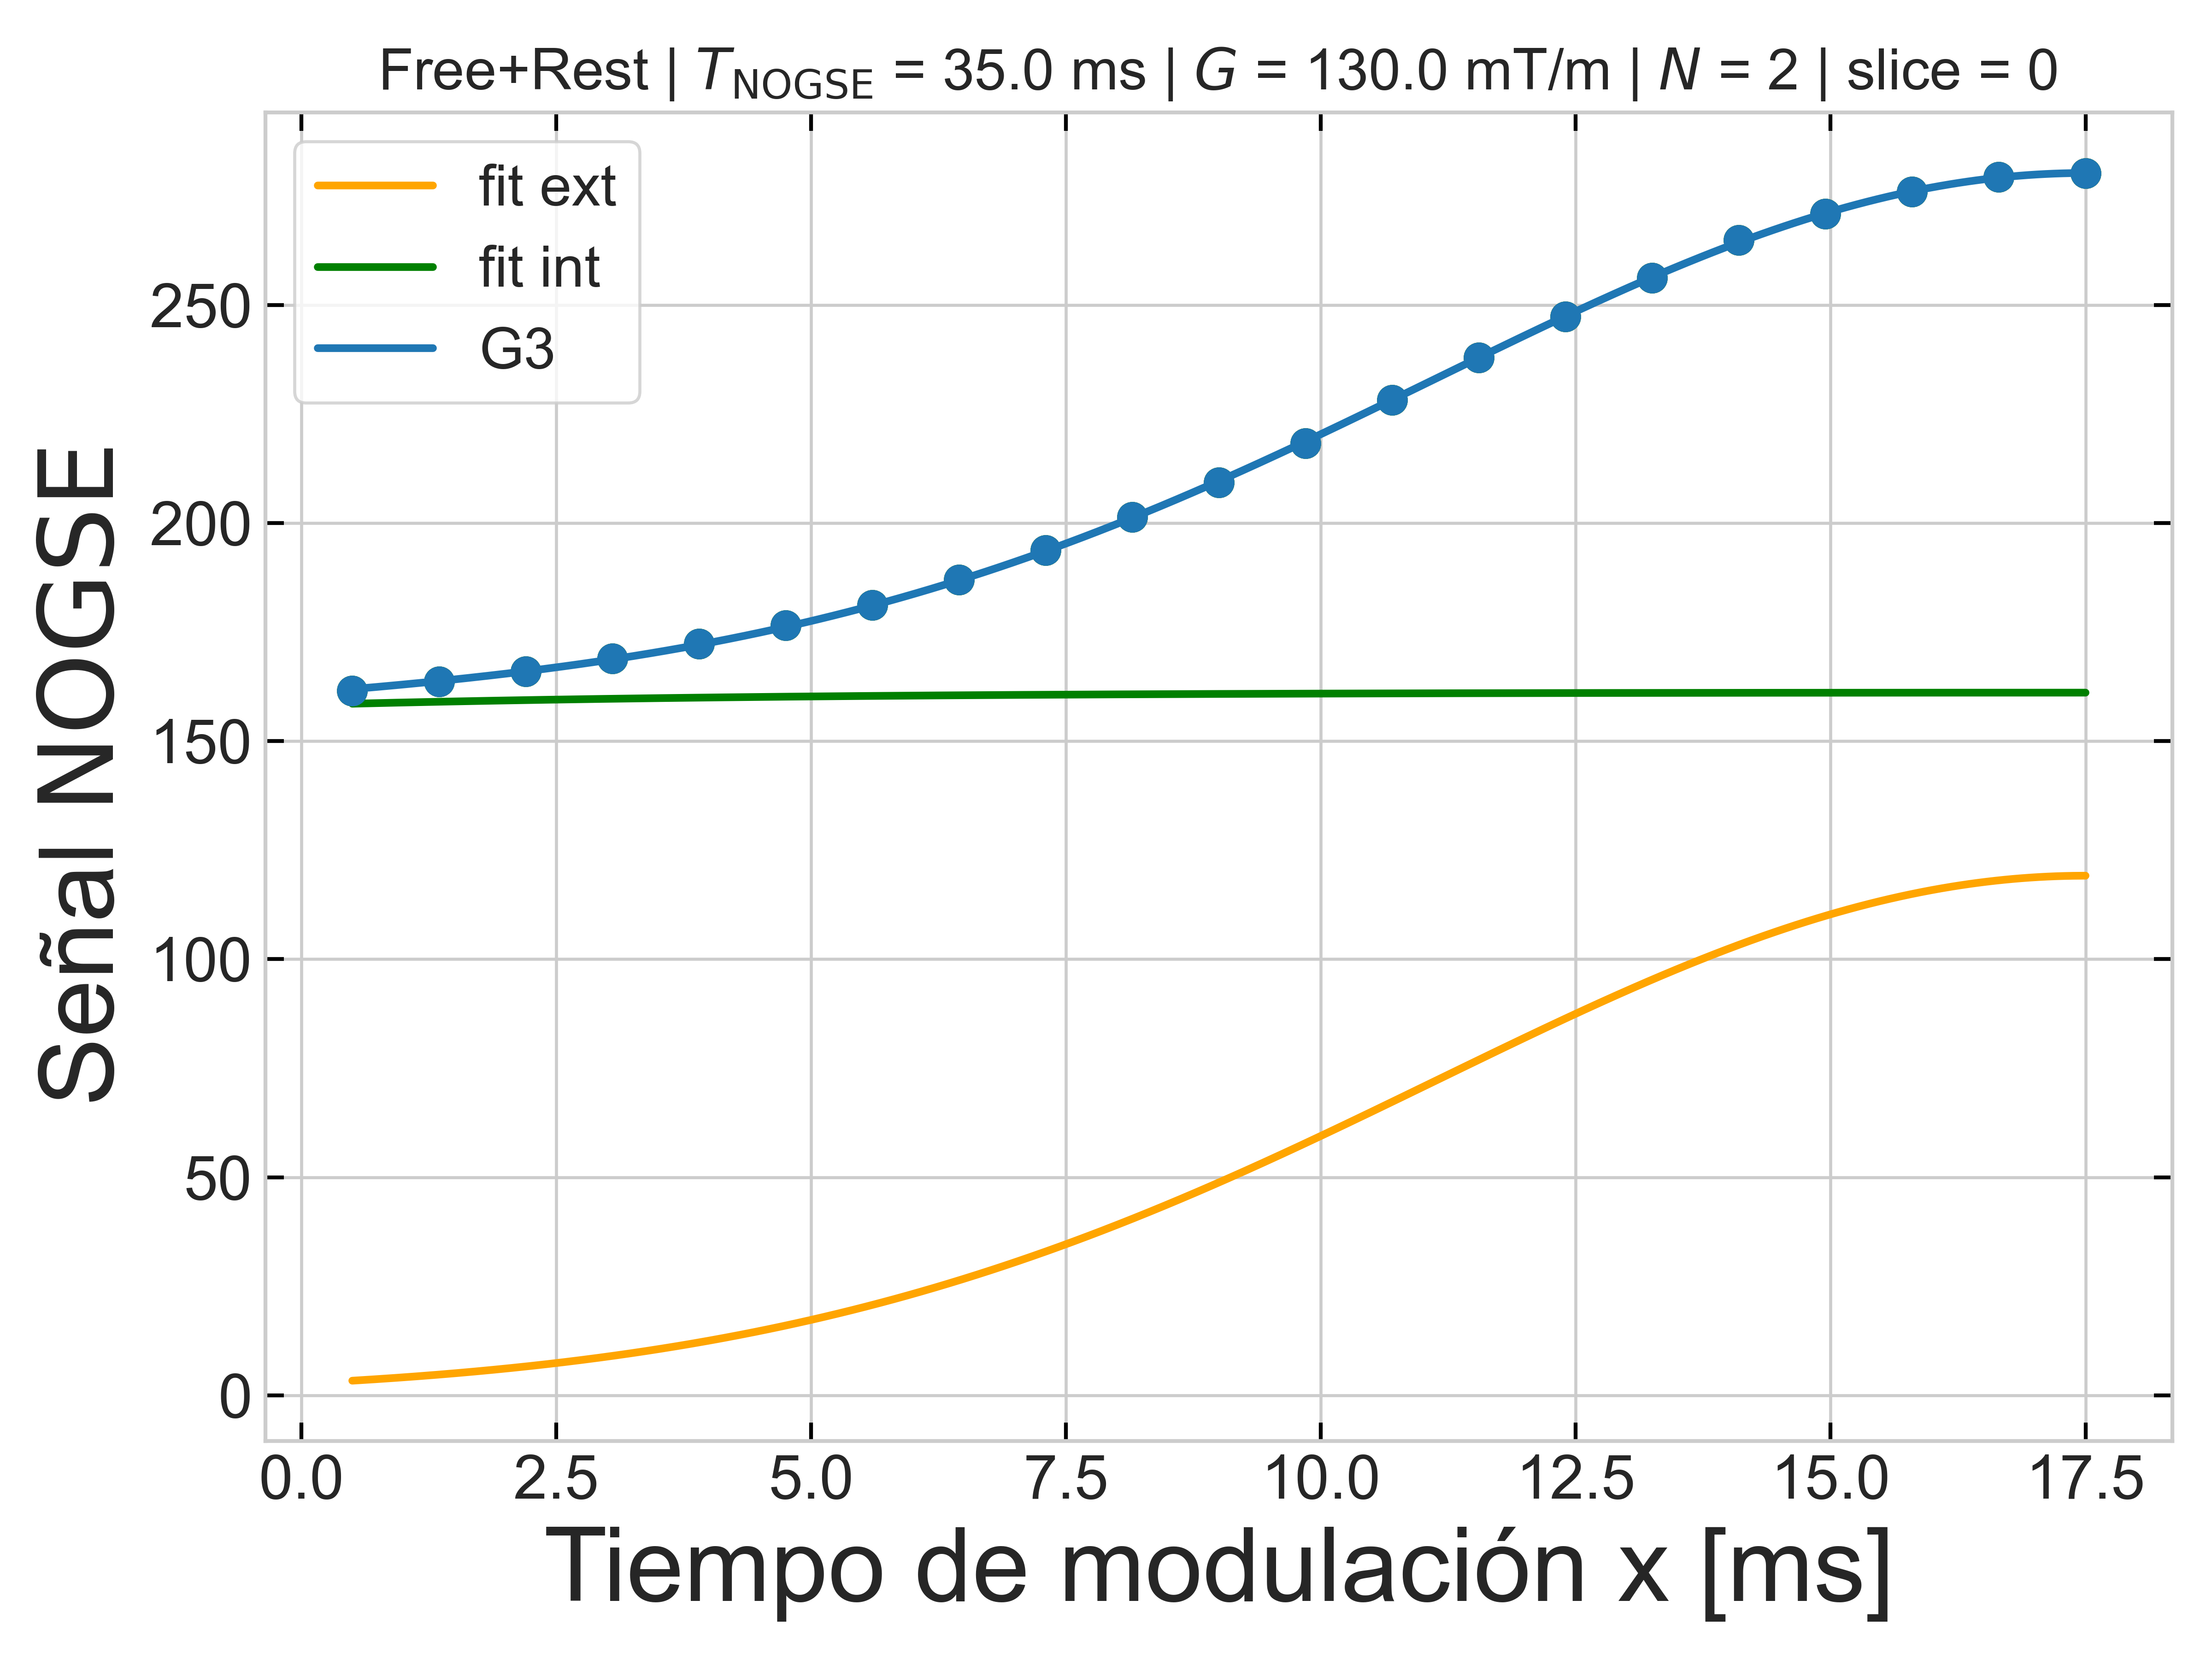 Free+Rest | T_NOGSE = 35.0 ms | G = 130.0 mT/m | N = 2 | slice = 0
fit ext
fit int
G3
Señal NOGSE
250
200
150
100
50
0
0.0 2.5 5.0 7.5 10.0 12.5 15.0 17.5
Tiempo de modulación x [ms]